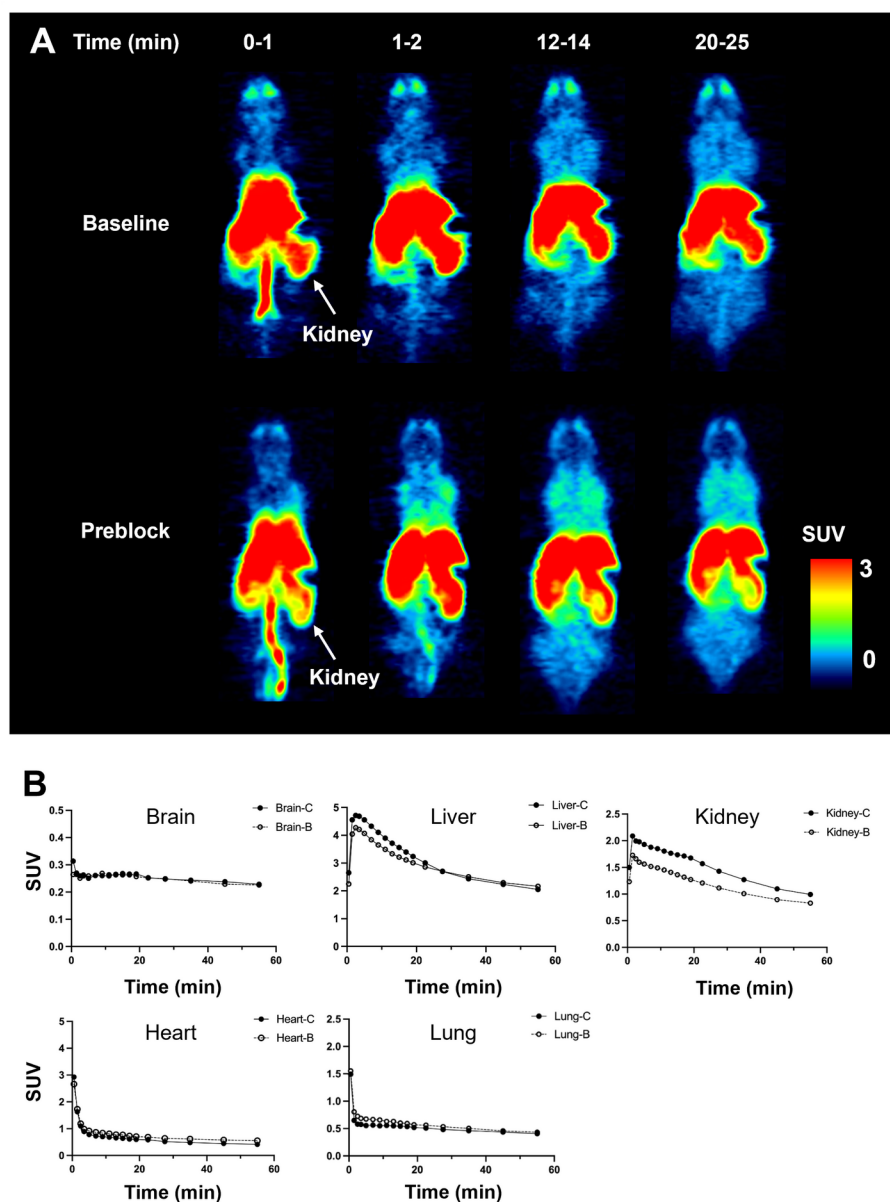 A
Time (min) 0-1 1-2 12-14 20-25
Baseline
Kidney
Preblock
Kidney
SUV
3
0
B
Brain
Brain-C
Brain-B
SUV
0.5
0.4
0.3
0.2
0.1
0.0
0 20 40 60
Time (min)
Liver
Liver-C
Liver-B
5
4
3
2
1
0
0 20 40 60
Time (min)
Kidney
Kidney-C
Kidney-B
2.5
2.0
1.5
1.0
0.5
0.0
0 20 40 60
Time (min)
Heart
Heart-C
Heart-B
SUV
5
4
3
2
1
0
0 20 40 60
Time (min)
Lung
Lung-C
Lung-B
2.5
2.0
1.5
1.0
0.5
0.0
0 20 40 60
Time (min)